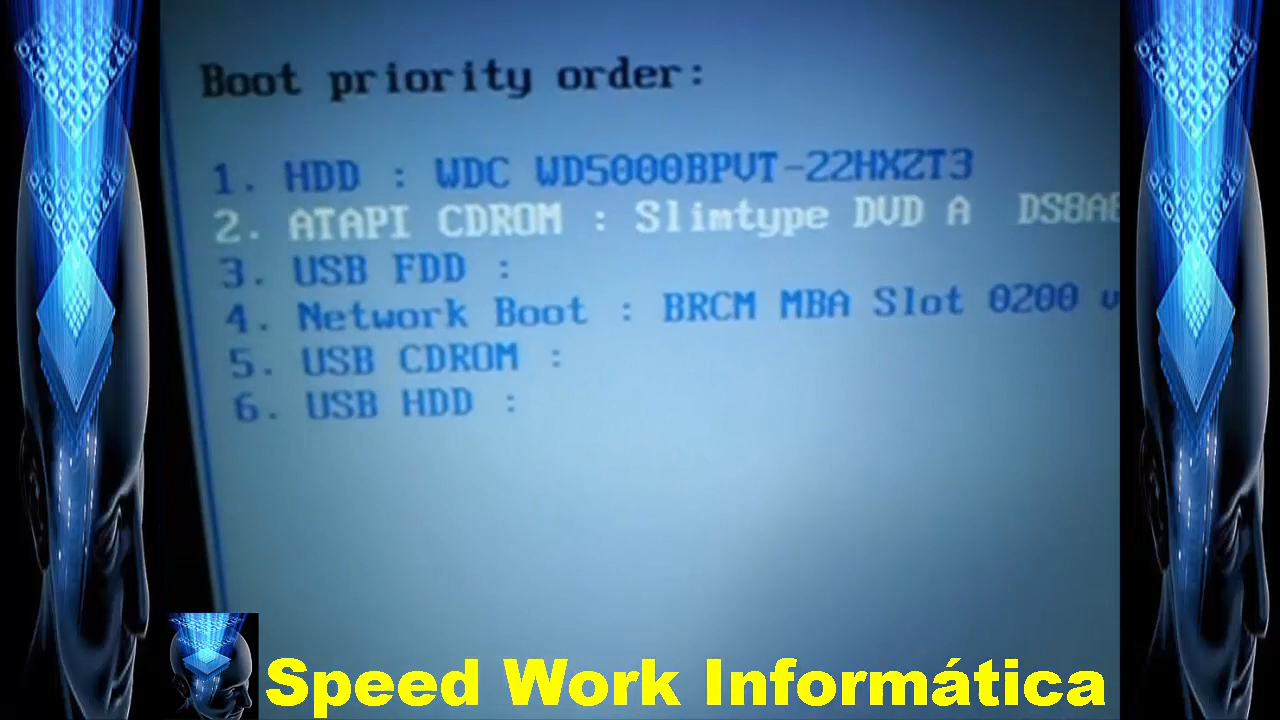 Boot priority order:
1. HDD : WDC WD5000BPVT-22HXZT3
2. ATAPI CDROM : Slimtype DVD A DS8A
3. USB FDD :
4. Network Boot : BRCM MBA Slot 0200 v
5. USB CDROM :
6. USB HDD :
Speed Work Informática